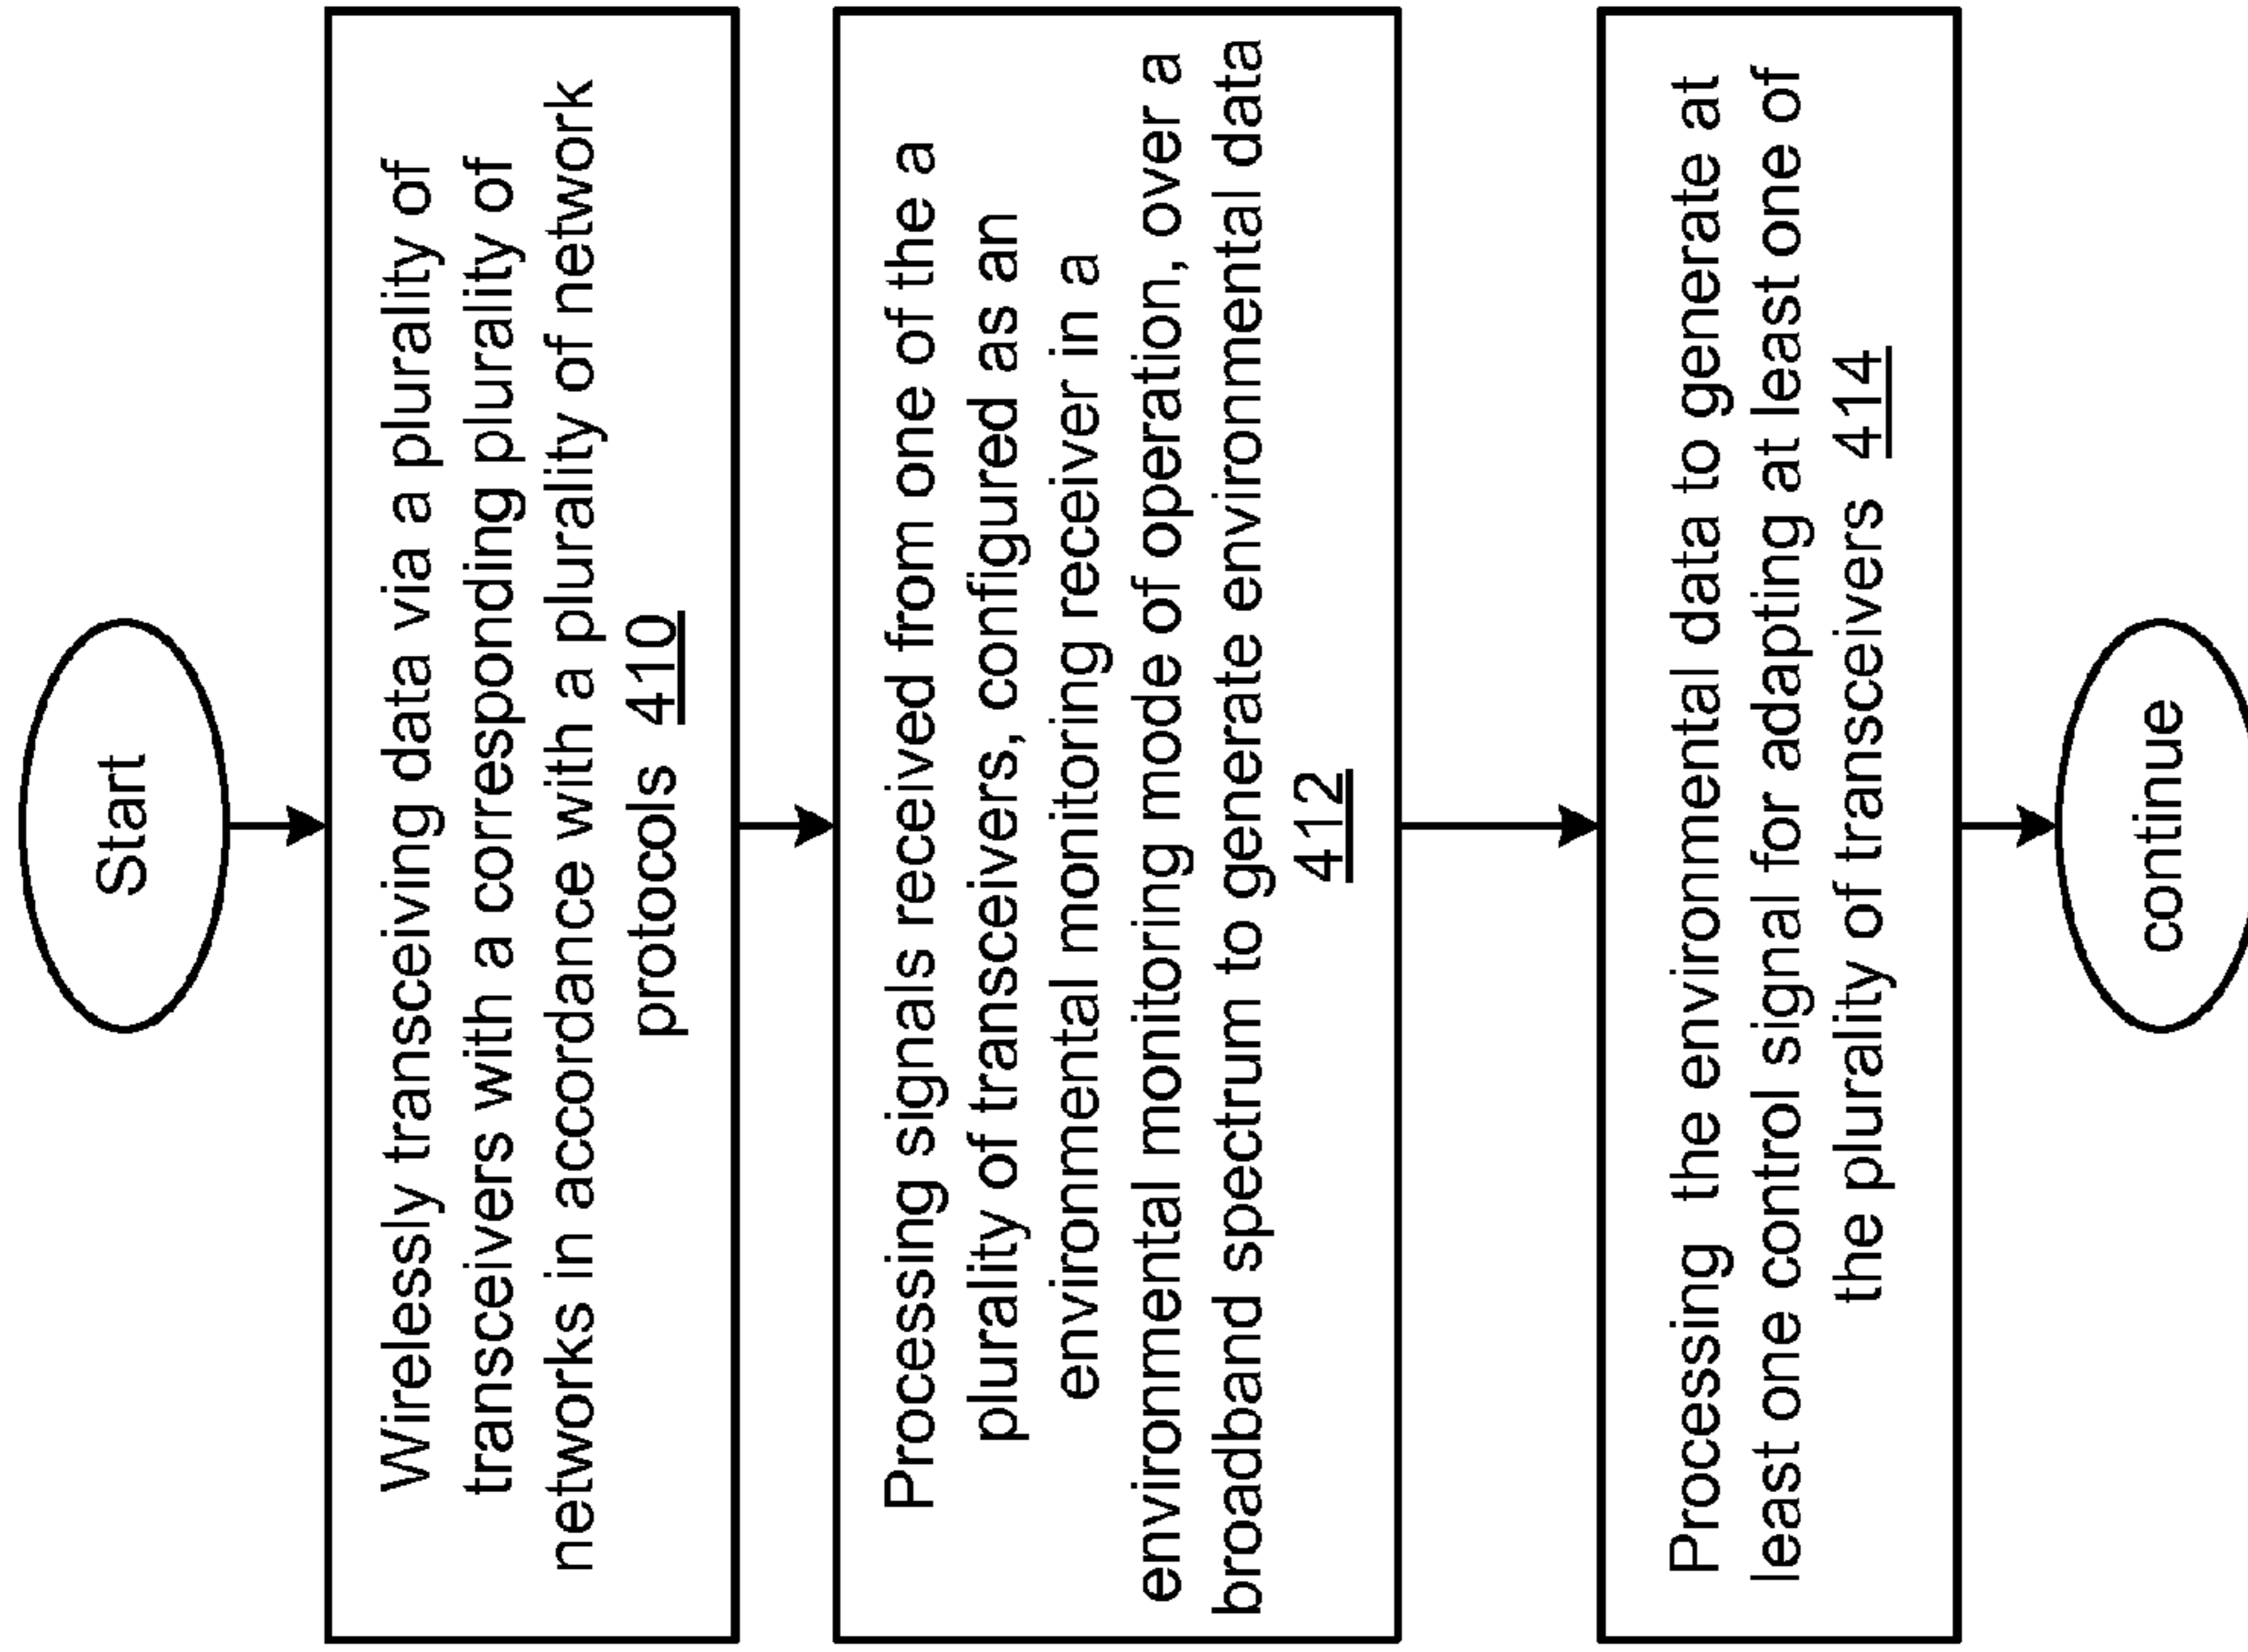 Start
Wirelessly transceiving data via a plurality of
transceivers with a corresponding plurality of
networks in accordance with a plurality of network
protocols 410
Processing signals received from one of the a
plurality of transceivers, configured as an
environmental monitoring receiver in a
environmental monitoring mode of operation, over a
broadband spectrum to generate environmental data
412
Processing the environmental data to generate at
least one control signal for adapting at least one of
the plurality of transceivers 414
continue